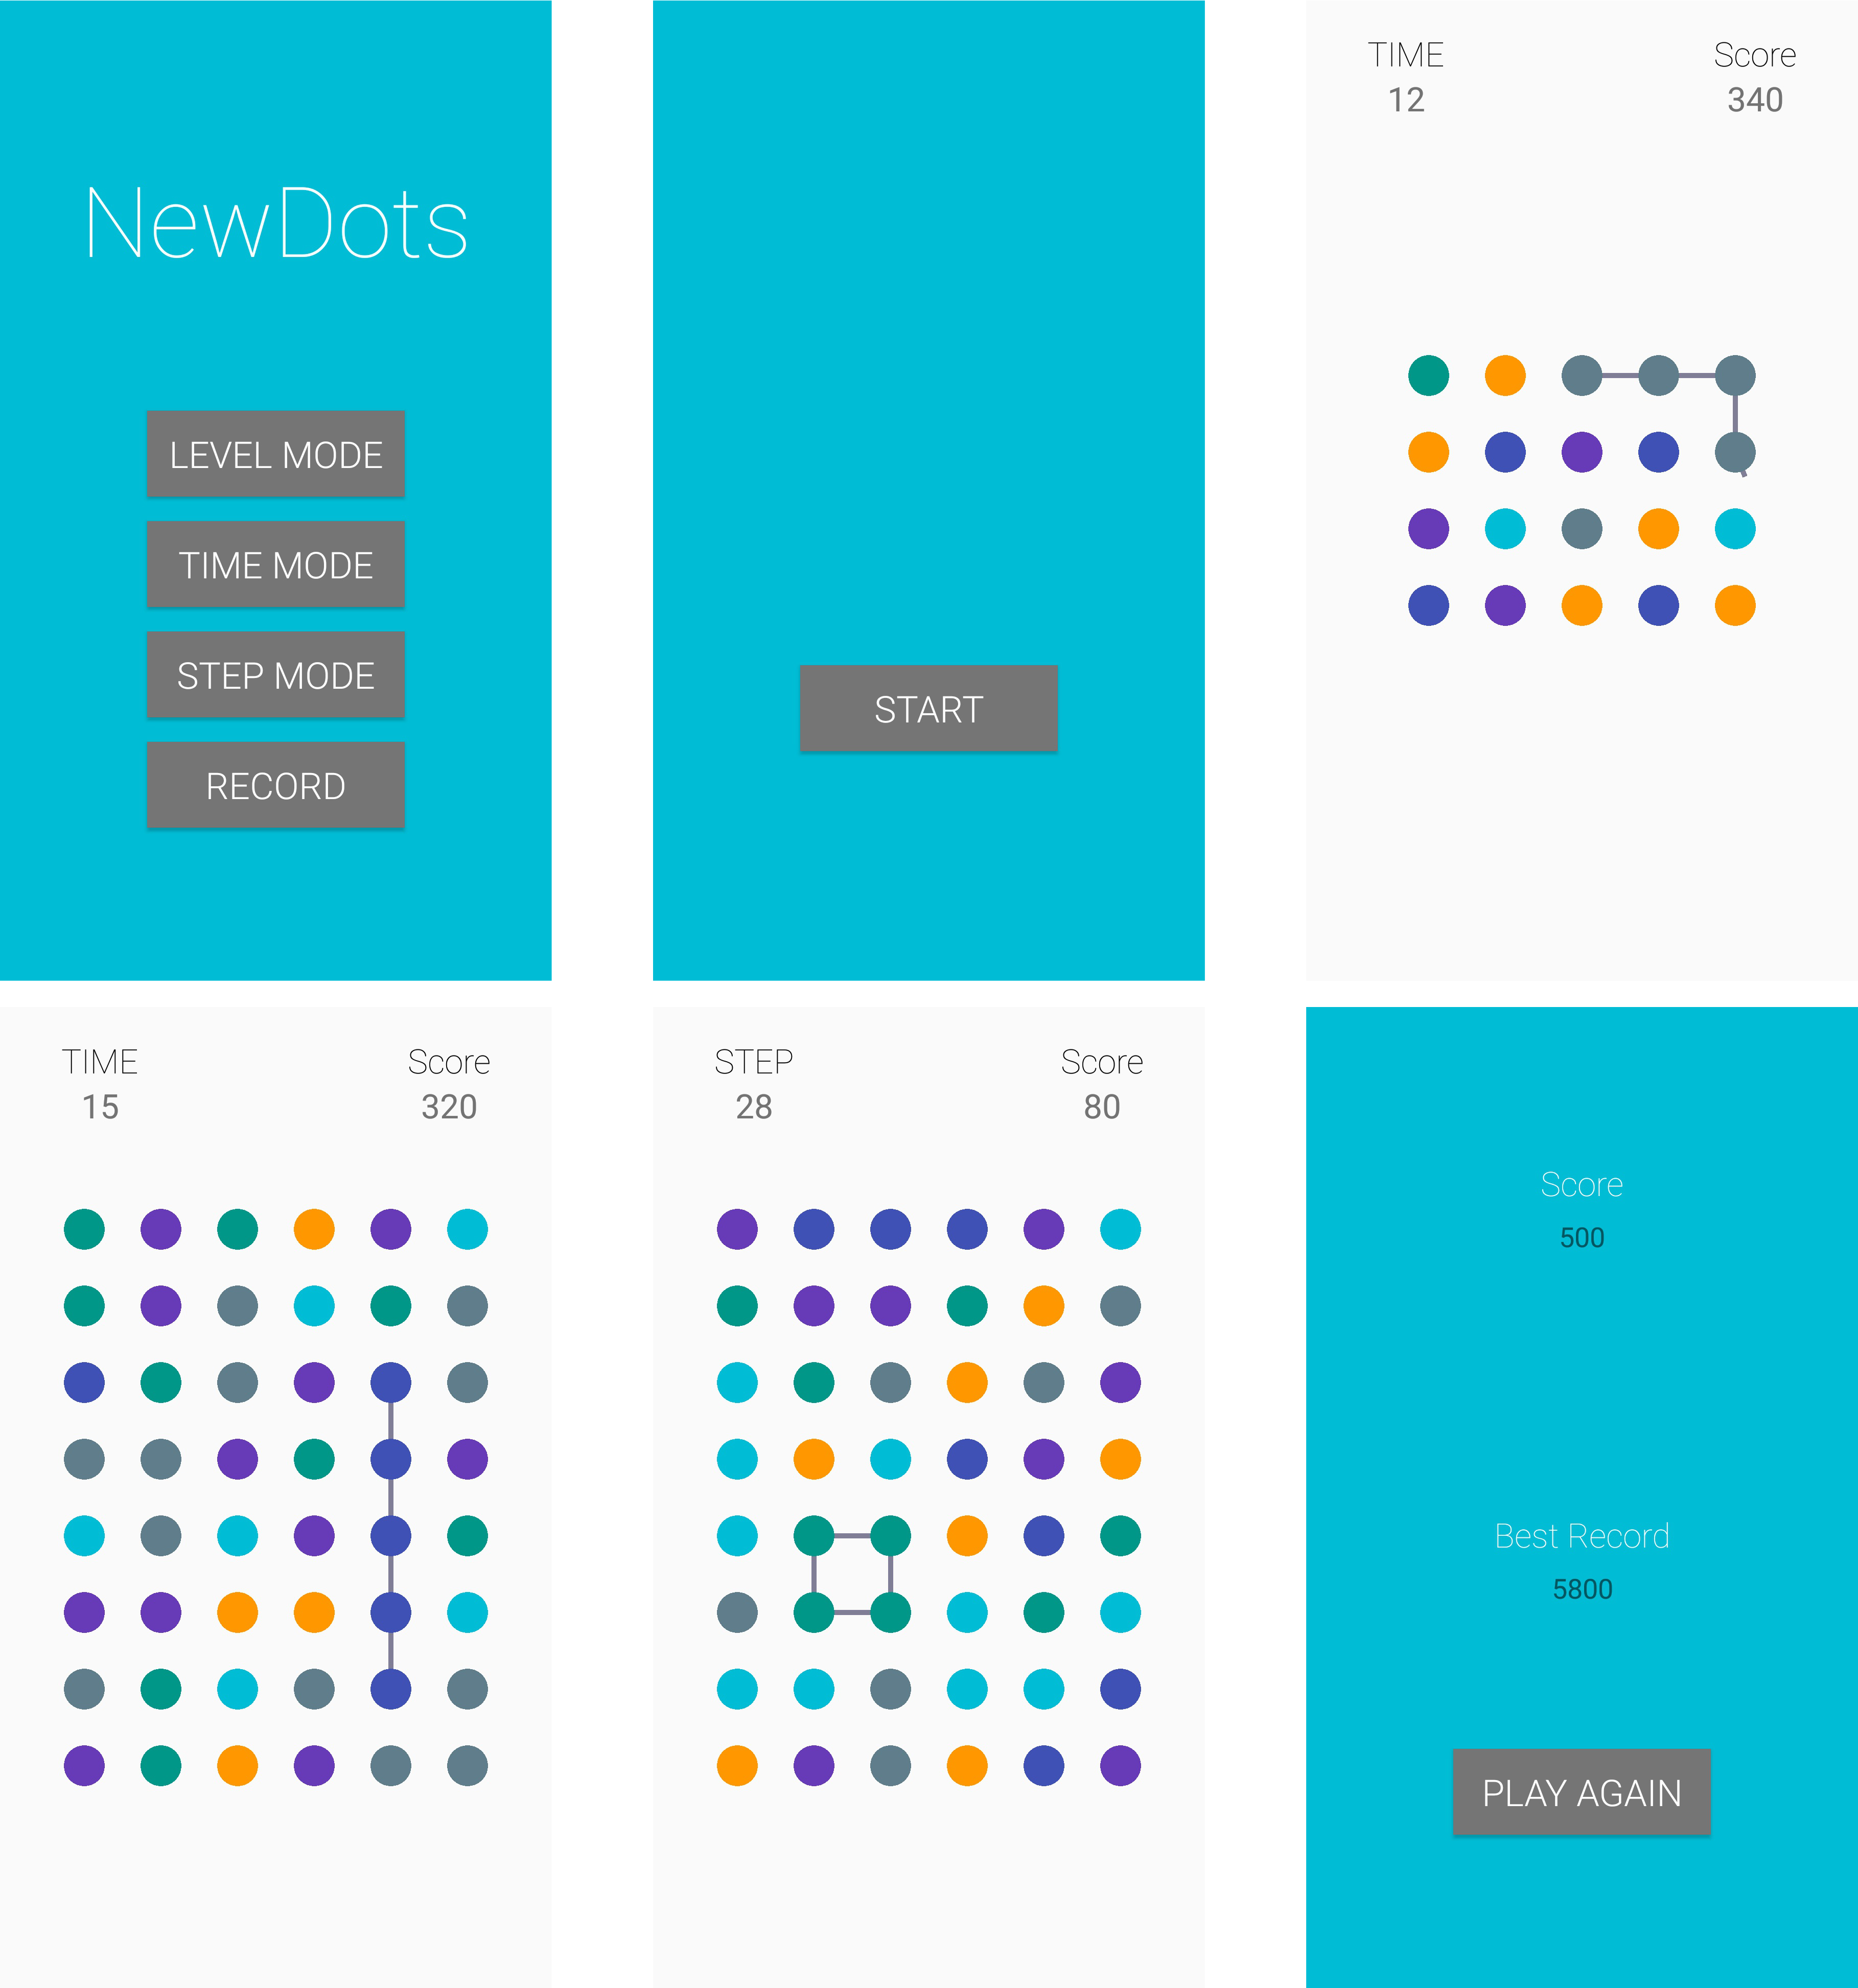 NewDots
LEVEL MODE
TIME MODE
STEP MODE
RECORD
START
TIME Score
12 340
TIME Score
15 320
STEP Score
28 80
Score
500
Best Record
5800
PLAY AGAIN